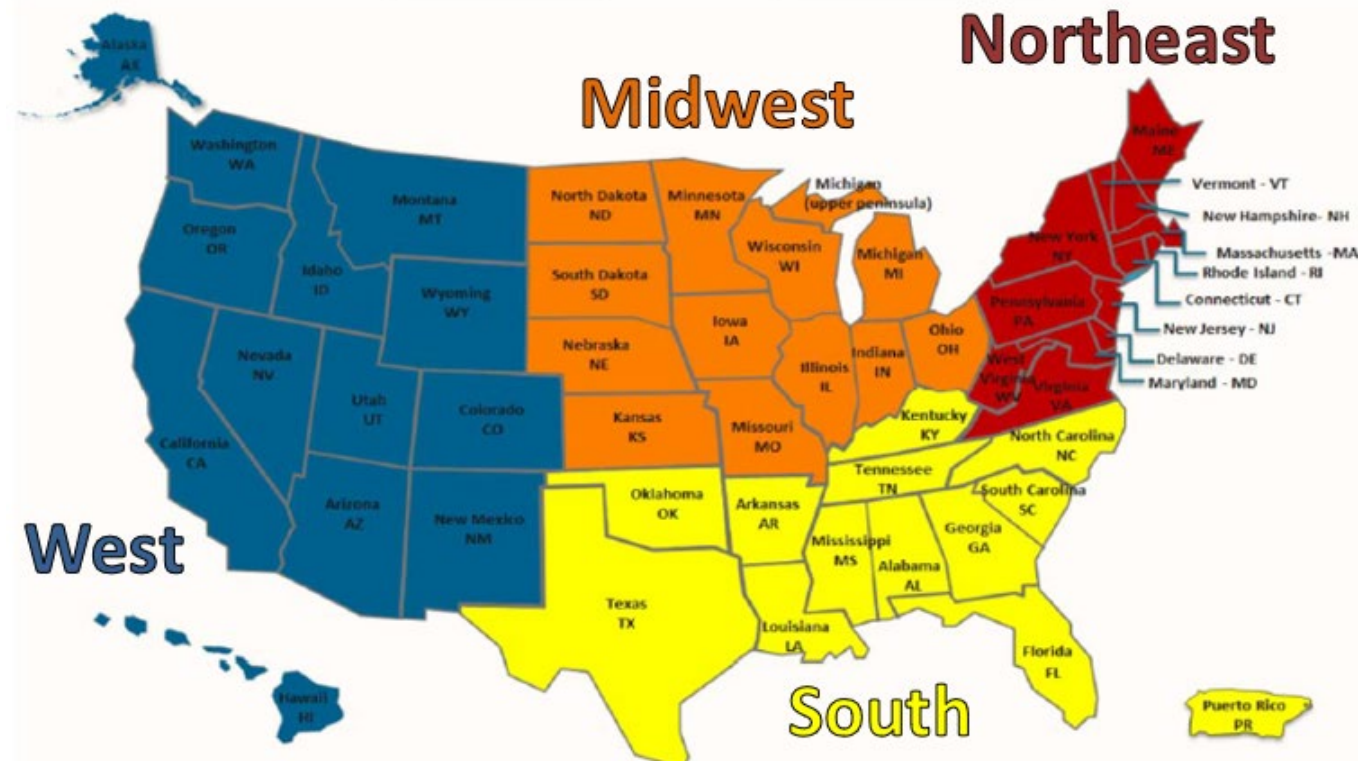 Northeast
Midwest
West
South
Alaska
AK
Washington
WA
Oregon
OR
California
CA
Nevada
NV
Idaho
ID
Montana
MT
Wyoming
WY
Utah
UT
Colorado
CO
Arizona
AZ
New Mexico
NM
Hawaii
HI
North Dakota
ND
South Dakota
SD
Nebraska
NE
Kansas
KS
Minnesota
MN
Iowa
IA
Missouri
MO
Wisconsin
WI
Michigan
(upper peninsula)
Michigan
MI
Illinois
IL
Indiana
IN
Ohio
OH
Maine
ME
Vermont - VT
New Hampshire- NH
Massachusetts -MA
Rhode Island - RI
Connecticut - CT
New Jersey - NJ
Delaware - DE
Maryland - MD
New York
NY
Pennsylvania
PA
West
Virginia
WV
Virginia
VA
Kentucky
KY
Tennessee
TN
North Carolina
NC
South Carolina
SC
Georgia
GA
Alabama
AL
Mississippi
MS
Arkansas
AR
Louisiana
LA
Oklahoma
OK
Texas
TX
Florida
FL
Puerto Rico
PR